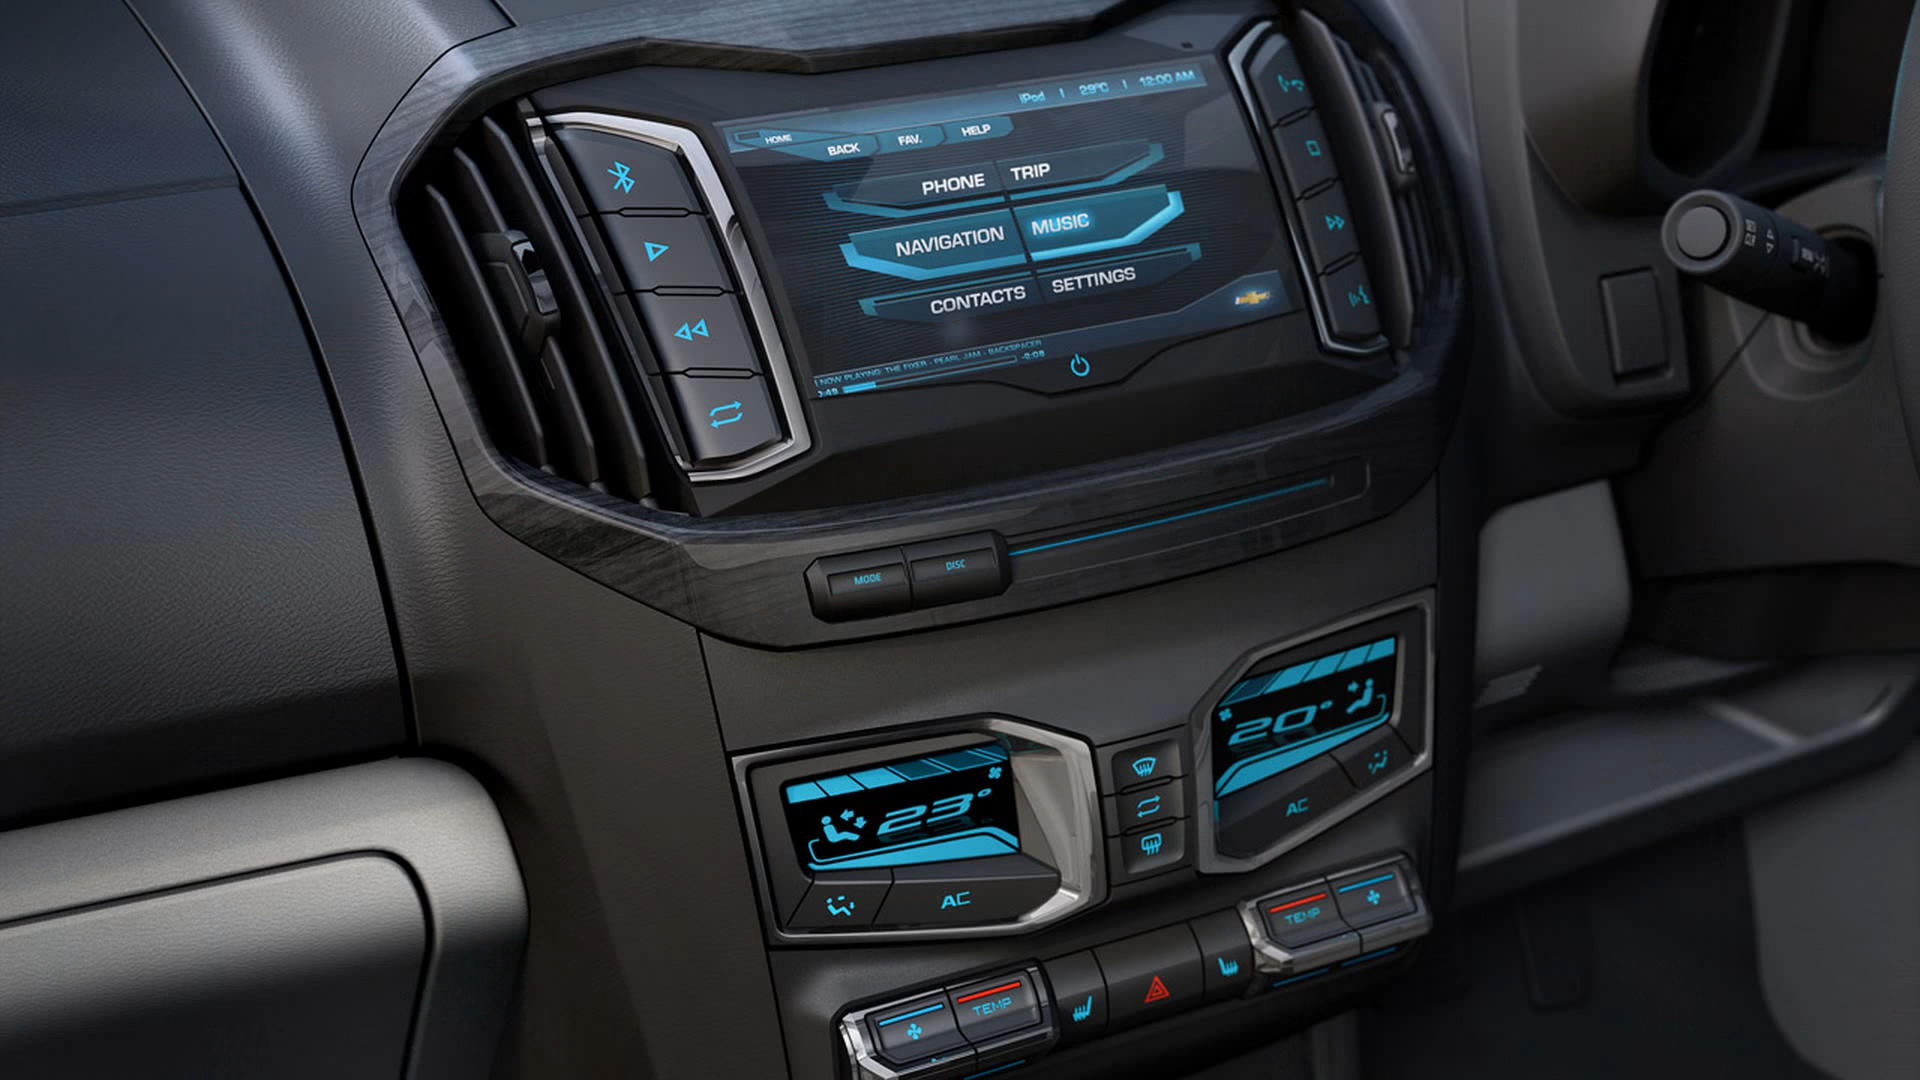 iPod | 29°C | 12:00 AM
HOME BACK FAV. HELP
PHONE TRIP
NAVIGATION MUSIC
CONTACTS SETTINGS
NOW PLAYING: THE FIXER - PEARL JAM - BACKSPACER
-2:08
MODE DISC
20°
23°
AC
AC
TEMP
TEMP